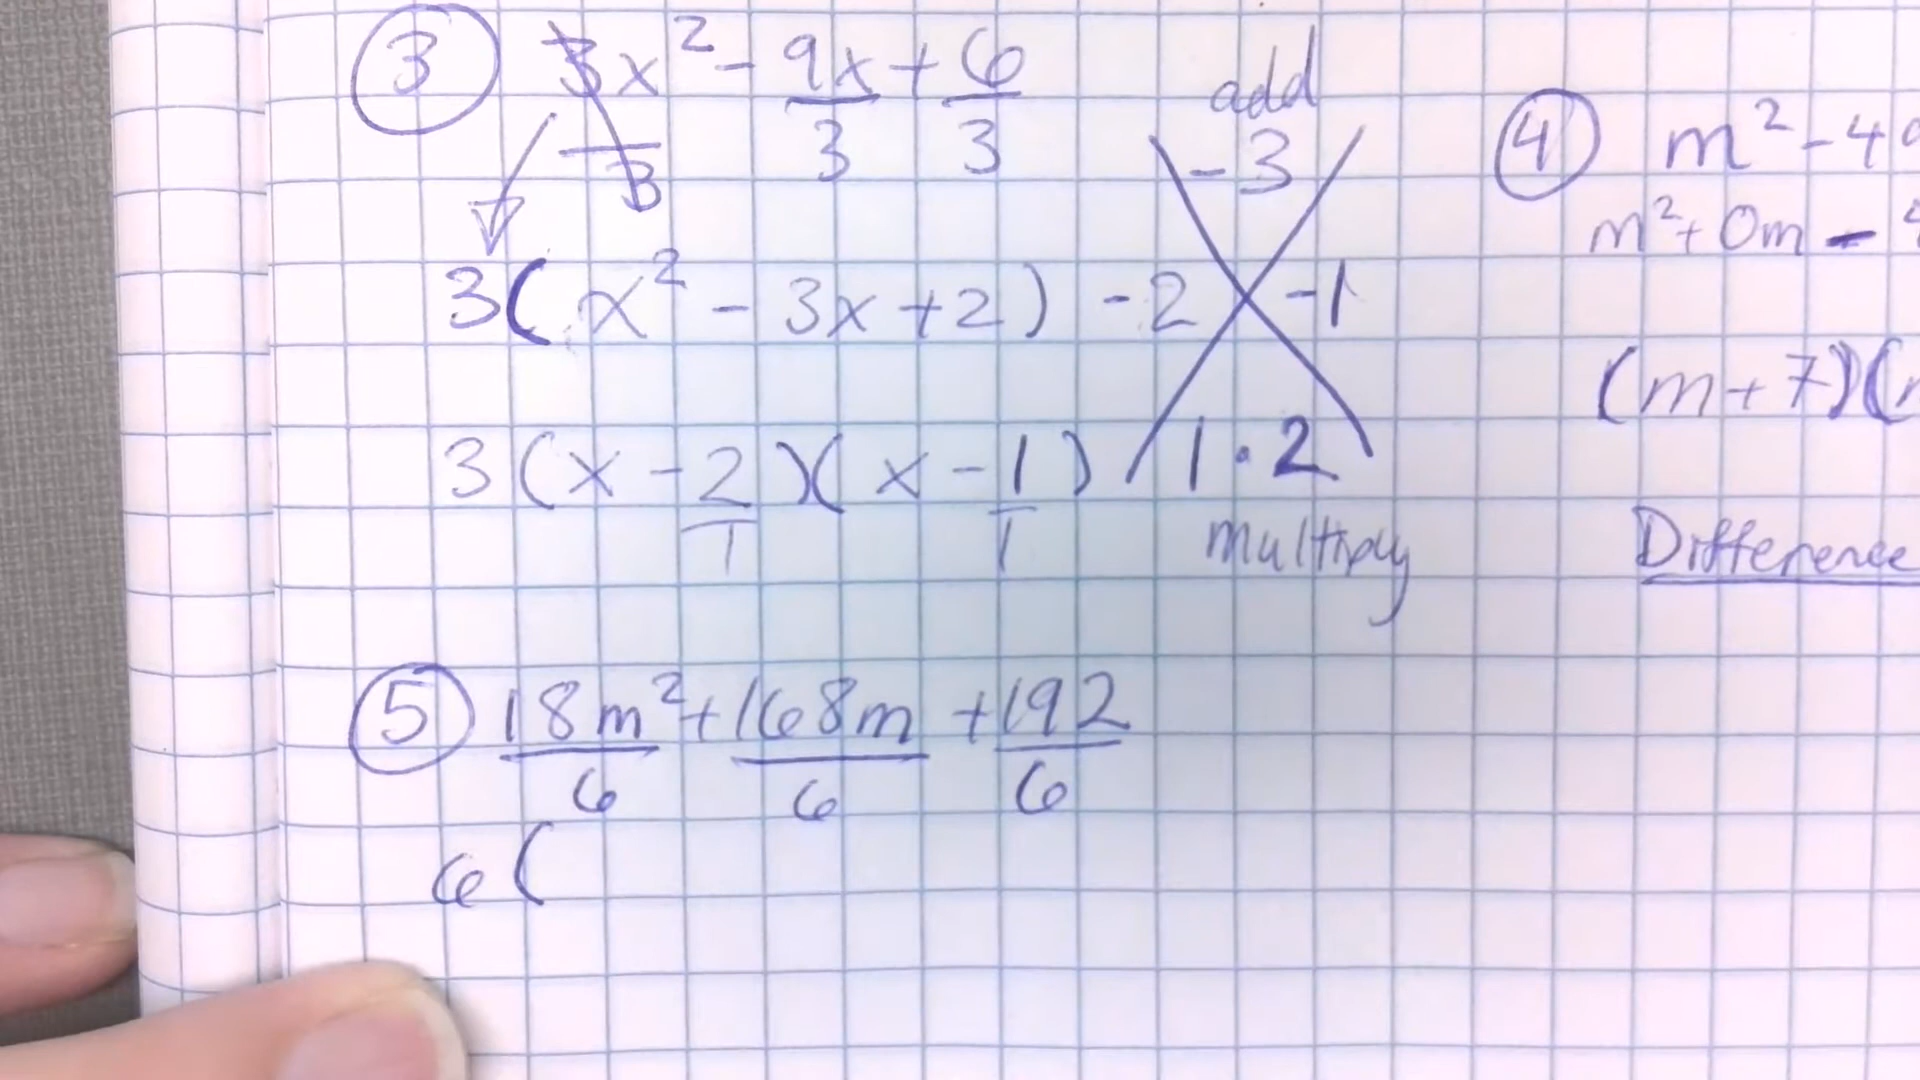 3 3x² - 9x + 6
3 3 3
add
-3
3( x² - 3x + 2) -2 -1
3(x - 2)(x - 1) 1 · 2
1 1
multiply
4 m² - 4
m² + 0m -
(m + 7)(
Difference
5 18m² + 168m + 192
6 6 6
6(